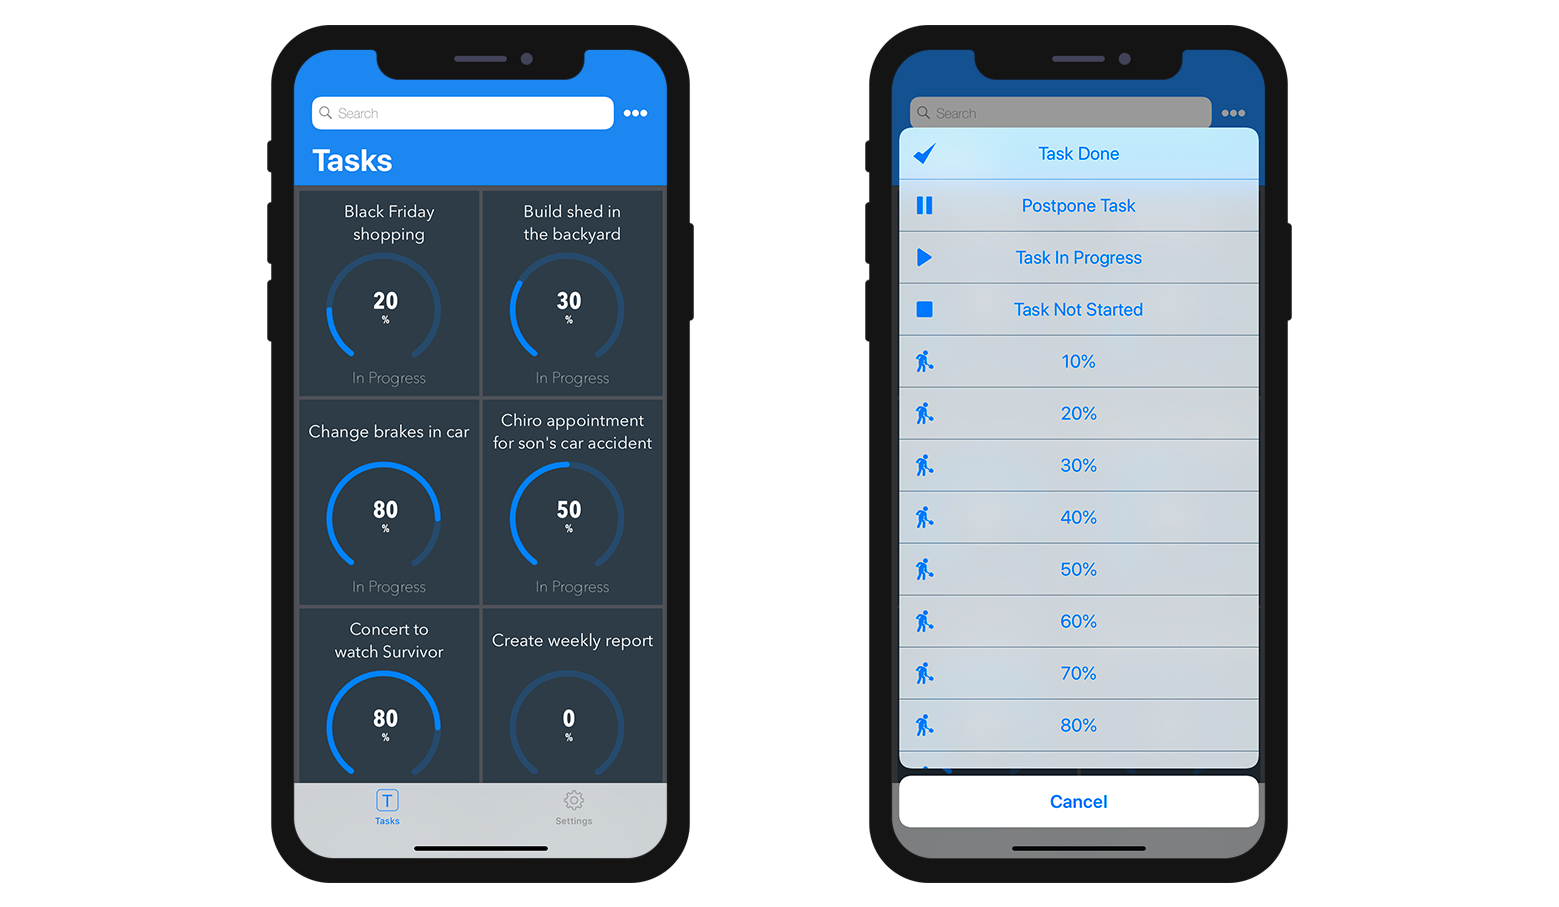 Search
Tasks
Black Friday
shopping
20
%
In Progress
Build shed in
the backyard
30
%
In Progress
Change brakes in car
80
%
In Progress
Chiro appointment
for son's car accident
50
%
In Progress
Concert to
watch Survivor
80
%
Create weekly report
0
%
T
Tasks
Settings
Search
Task Done
Postpone Task
Task In Progress
Task Not Started
10%
20%
30%
40%
50%
60%
70%
80%
Cancel